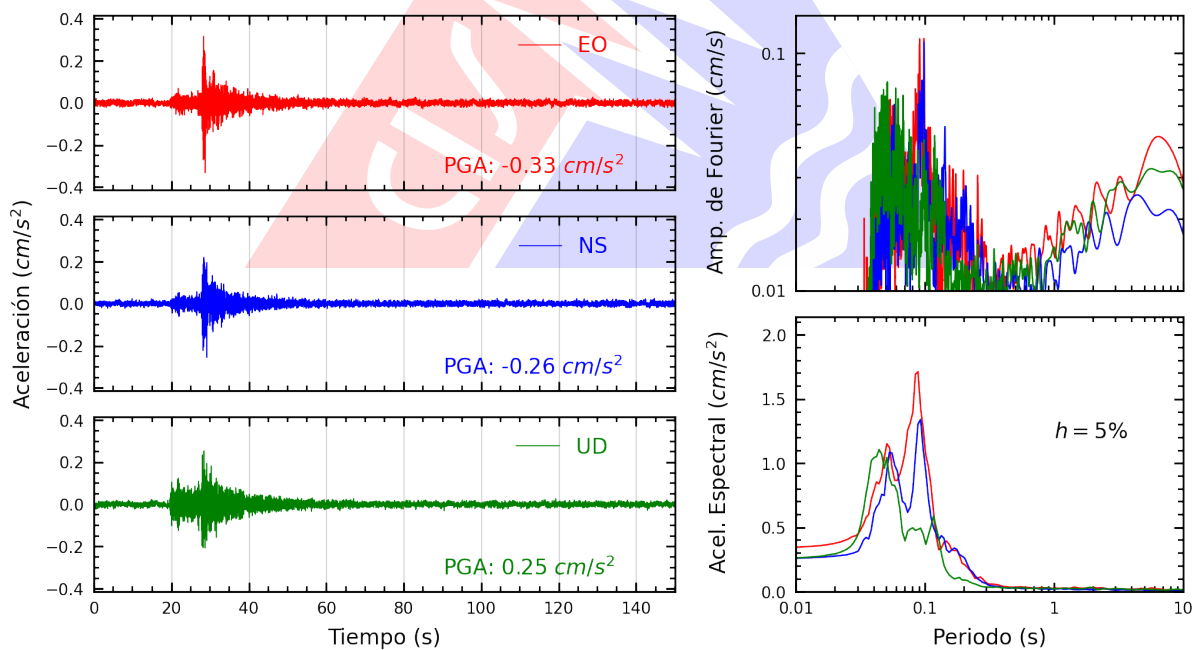 Aceleración (cm/s²)
0.4
0.2
0.0
−0.2
−0.4
EO
PGA: -0.33 cm/s²
0.4
0.2
0.0
−0.2
−0.4
NS
PGA: -0.26 cm/s²
0.4
0.2
0.0
−0.2
−0.4
UD
PGA: 0.25 cm/s²
0 20 40 60 80 100 120 140
Tiempo (s)
Amp. de Fourier (cm/s)
0.1
0.01
Acel. Espectral (cm/s²)
2.0
1.5
1.0
0.5
0.0
h = 5%
0.01 0.1 1 10
Periodo (s)